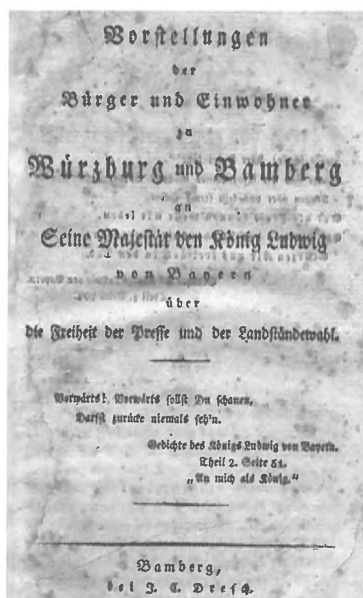 Vorstellungen
der
Bürger und Einwohner
zu
Würzburg und Bamberg
an
Seine Majestät den König Ludwig
von Bayern
über
die Freiheit der Presse und der Landständewahl.
Vorwärts! Vorwärts sollst Du schauen,
Darfst zurücke niemals seh'n.
Gedichte des Königs Ludwig von Bayern.
Theil 2. Seite 51.
„An mich als König.“
Bamberg,
bei J. C. Dresch.